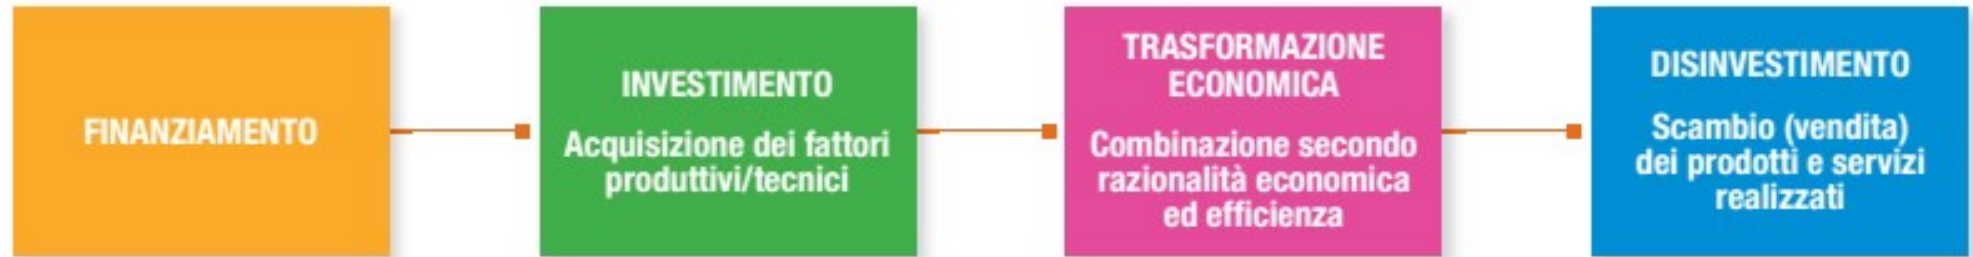 FINANZIAMENTO
INVESTIMENTO
Acquisizione dei fattori
produttivi/tecnici
TRASFORMAZIONE
ECONOMICA
Combinazione secondo
razionalità economica
ed efficienza
DISINVESTIMENTO
Scambio (vendita)
dei prodotti e servizi
realizzati